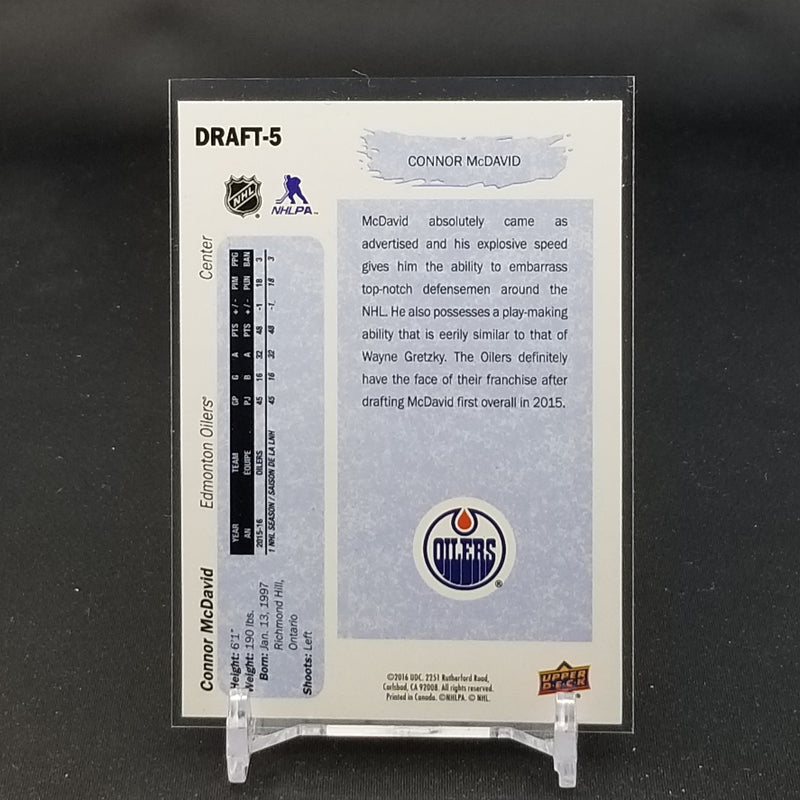 DRAFT-5
CONNOR McDAVID
NHL
NHLPA™
McDavid absolutely came as
advertised and his explosive speed
gives him the ability to embarrass
top-notch defensemen around the
NHL. He also possesses a play-making
ability that is eerily similar to that of
Wayne Gretzky. The Oilers definitely
have the face of their franchise after
drafting McDavid first overall in 2015.
OILERS
®
Connor McDavid Edmonton Oilers® Center
Height: 6'1"
Weight: 190 lbs.
Born: Jan. 13, 1997
Richmond Hill,
Ontario
Shoots: Left
YEAR TEAM GP G A PTS +/- PIM PPG
AN ÉQUIPE PJ B A PTS +/- PUN BAN
2015-16 OILERS 45 16 32 48 -1 18 3
1 NHL SEASON / SAISON DE LA LNH 45 16 32 48 -1 18 3
©2016 UDC. 2251 Rutherford Road,
Carlsbad, CA 92008. All rights reserved.
Printed in Canada. ©NHLPA. © NHL.
UPPER
DECK